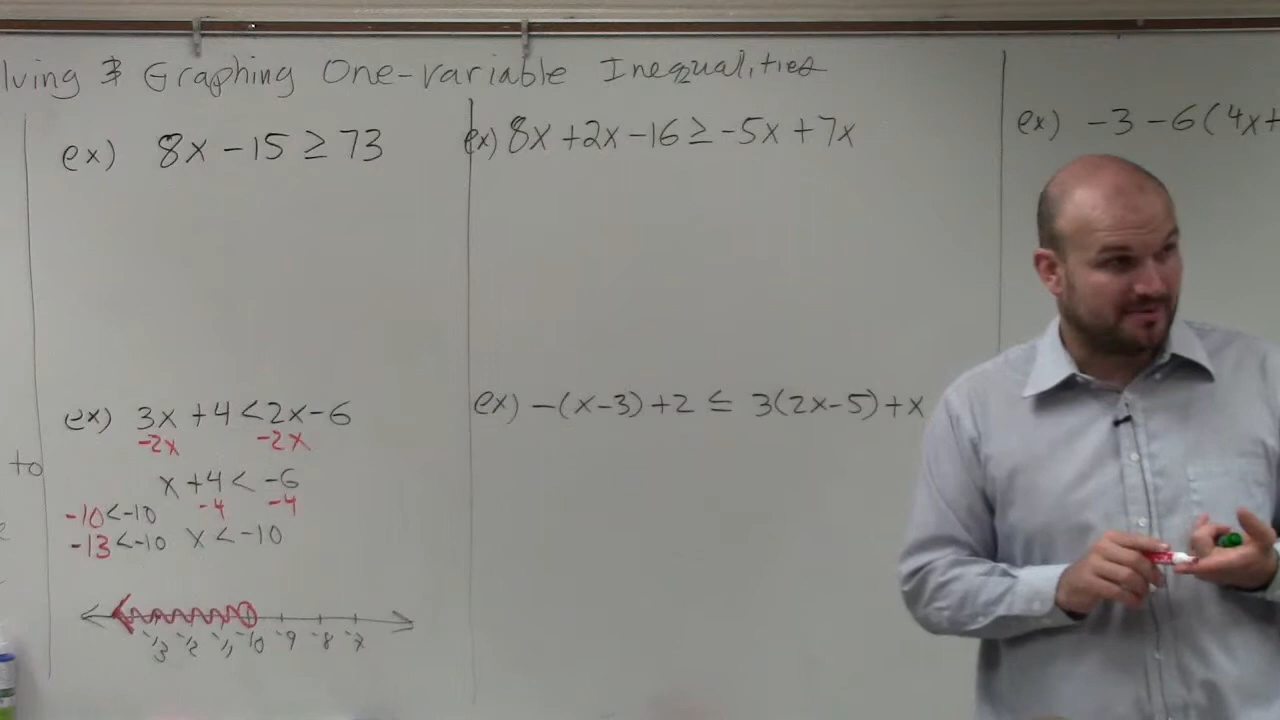 lving & Graphing One-variable Inequalities
ex) 8x - 15 ≥ 73
ex) 8x + 2x - 16 ≥ -5x + 7x
ex) -3 - 6(4x+
ex) 3x + 4 < 2x - 6
-2x -2x
x + 4 < -6
-4 -4
-10 < -10
-13 < -10 x < -10
-13 -12 -11 -10 -9 -8 -7
ex) -(x-3) + 2 ≤ 3(2x-5) + x
to